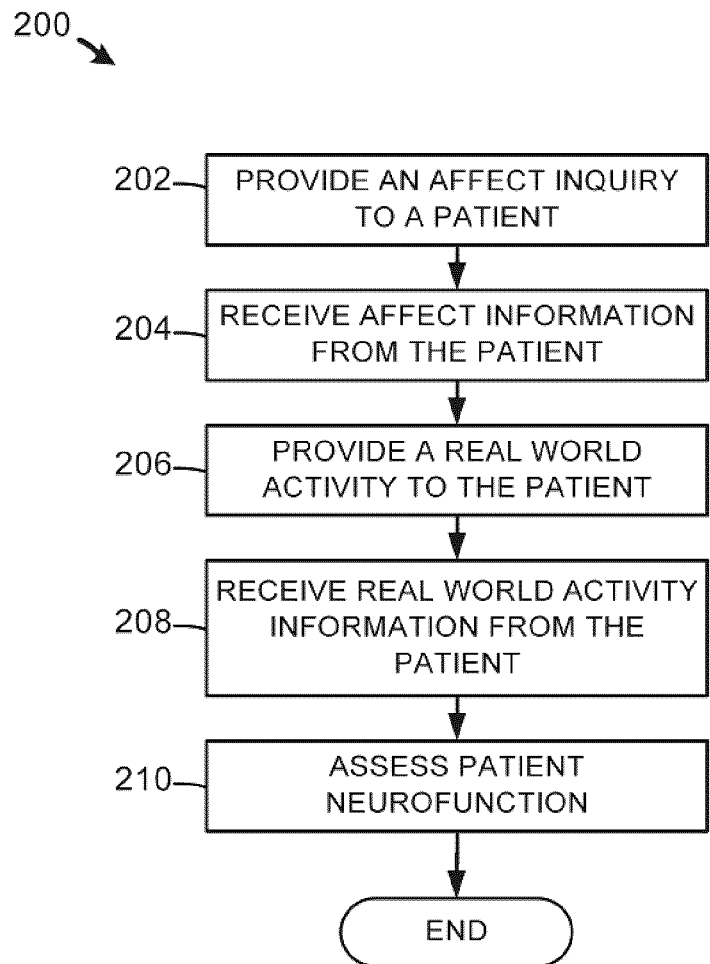 200
202
PROVIDE AN AFFECT INQUIRY
TO A PATIENT
204
RECEIVE AFFECT INFORMATION
FROM THE PATIENT
206
PROVIDE A REAL WORLD
ACTIVITY TO THE PATIENT
208
RECEIVE REAL WORLD ACTIVITY
INFORMATION FROM THE
PATIENT
210
ASSESS PATIENT
NEUROFUNCTION
END